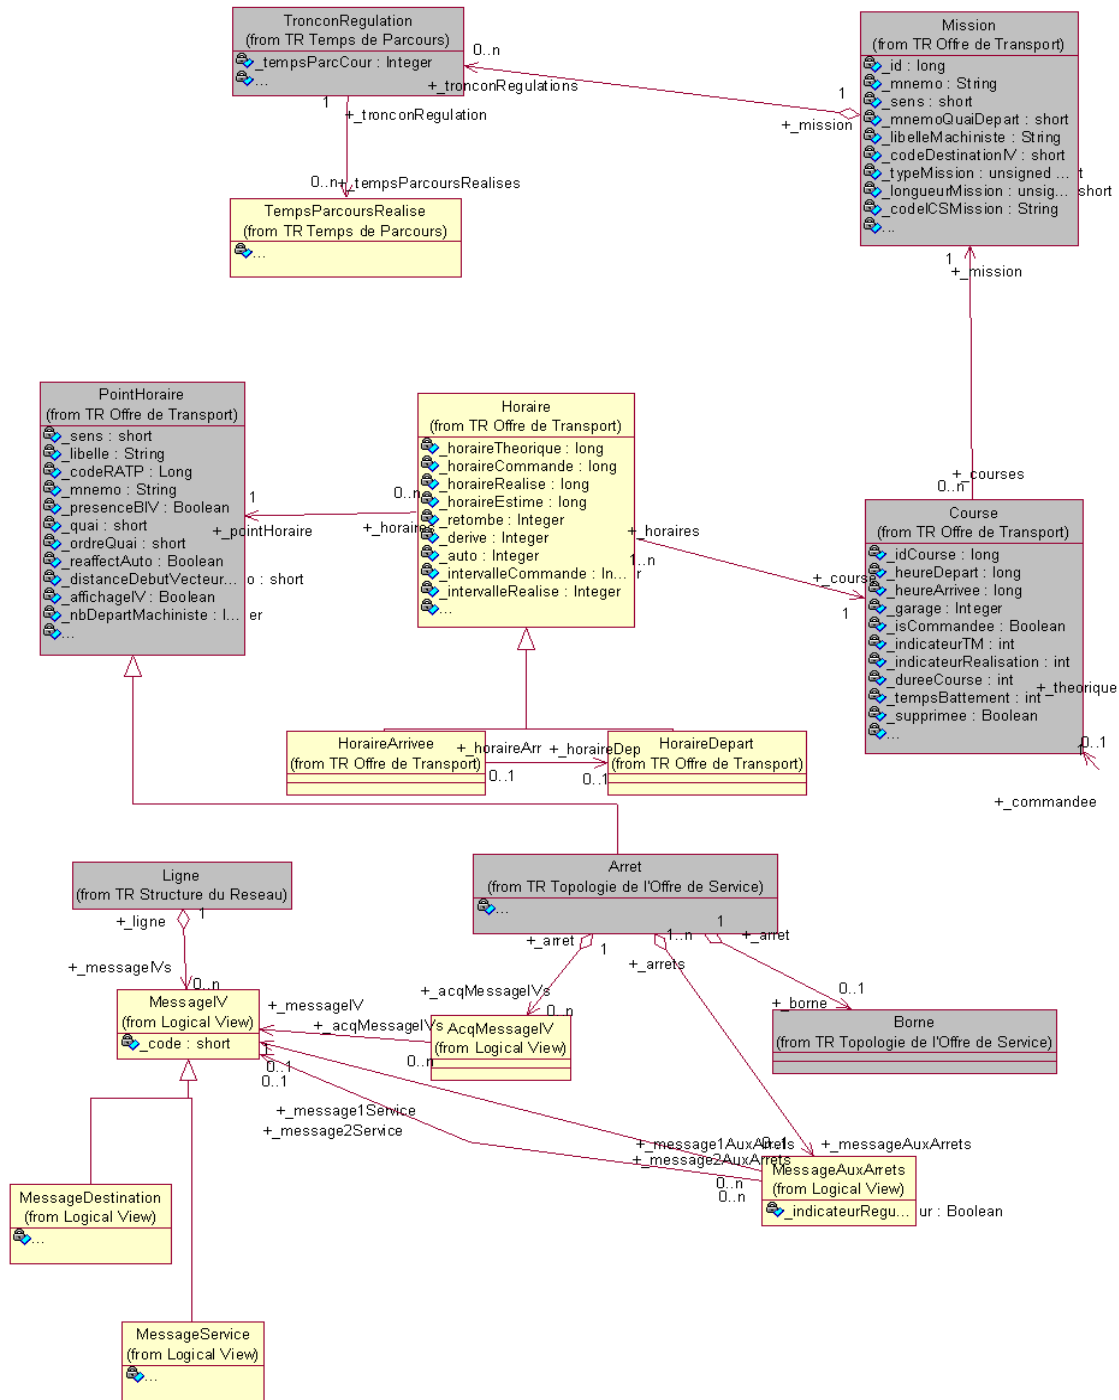 TronconRegulation
(from TR Temps de Parcours)
_tempsParcCour : Integer
...
Mission
(from TR Offre de Transport)
_id : long
_mnemo : String
_sens : short
_mnemoQuaiDepart : short
_libelleMachiniste : String
_codeDestinationIV : short
_typeMission : unsigned ... t
_longueurMission : unsig... short
_codeICSMission : String
...
0..n
+_tronconRegulations
1
+_mission
1
+_tronconRegulation
0..n
+_tempsParcoursRealises
TempsParcoursRealise
(from TR Temps de Parcours)
...
1
+_mission
PointHoraire
(from TR Offre de Transport)
_sens : short
_libelle : String
_codeRATP : Long
_mnemo : String
_presenceBIV : Boolean
_quai : short
_ordreQuai : short
_reaffectAuto : Boolean
_distanceDebutVecteur... o : short
_affichageIV : Boolean
_nbDepartMachiniste : I... er
...
1
+_pointHoraire
0..n
+_horaires
Horaire
(from TR Offre de Transport)
_horaireTheorique : long
_horaireCommande : long
_horaireRealise : long
_horaireEstime : long
_retombe : Integer
_derive : Integer
_auto : Integer
_intervalleCommande : In... r
_intervalleRealise : Integer
...
+_horaires
1..n
+_course
1
+_courses
0..n
Course
(from TR Offre de Transport)
_idCourse : long
_heureDepart : long
_heureArrivee : long
_garage : Integer
_isCommandee : Boolean
_indicateurTM : int
_indicateurRealisation : int
_dureeCourse : int
_tempsBattement : int
_supprimee : Boolean
...
+_theorique
0..1
1
+_commandee
HoraireArrivee
(from TR Offre de Transport)
+_horaireArr
0..1
+_horaireDep
0..1
HoraireDepart
(from TR Offre de Transport)
Ligne
(from TR Structure du Reseau)
1
+_ligne
+_messageIVs
0..n
Arret
(from TR Topologie de l'Offre de Service)
...
+_arret
1
1..n
+_arrets
1
+_arret
+_acqMessageIVs
0..n
0..1
+_borne
MessageIV
(from Logical View)
_code : short
+_messageIV
1
+_acqMessageIVs
0..n
AcqMessageIV
(from Logical View)
Borne
(from TR Topologie de l'Offre de Service)
0..1
0..1
+_message1Service
+_message2Service
+_message1AuxArrets
+_message2AuxArrets
0..1
+_messageAuxArrets
0..n
0..n
MessageAuxArrets
(from Logical View)
_indicateurRegu... ur : Boolean
MessageDestination
(from Logical View)
...
MessageService
(from Logical View)
...